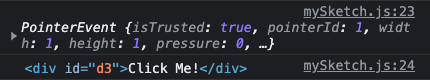 mySketch.js:23
PointerEvent {isTrusted: true, pointerId: 1, widt
h: 1, height: 1, pressure: 0, …}
<div id="d3">Click Me!</div> mySketch.js:24